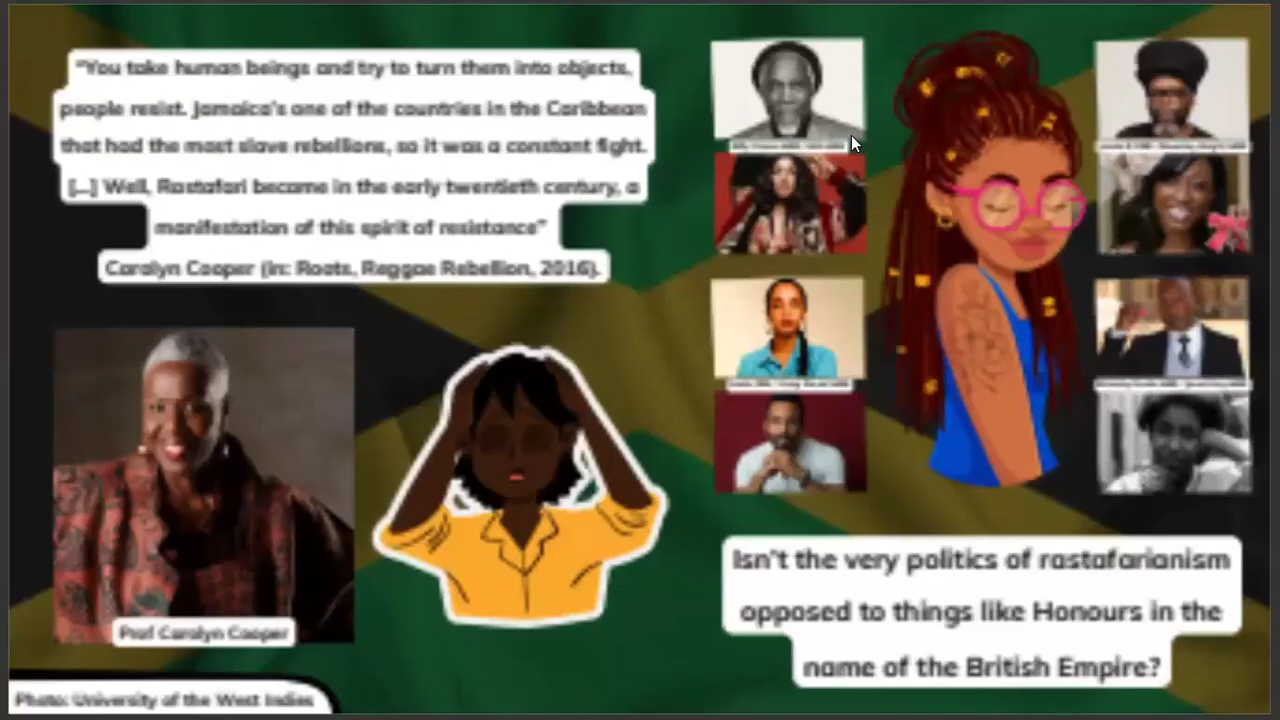 "You take human beings and try to turn them into objects,
people resist. Jamaica's one of the countries in the Caribbean
that had the most slave rebellions, so it was a constant fight.
[...] Well, Rastafari became in the early twentieth century, a
manifestation of this spirit of resistance"
Carolyn Cooper (in: Roots, Reggae Rebellion, 2016).
Prof Carolyn Cooper
Photo: University of the West Indies
Isn't the very politics of rastafarianism
opposed to things like Honours in the
name of the British Empire?